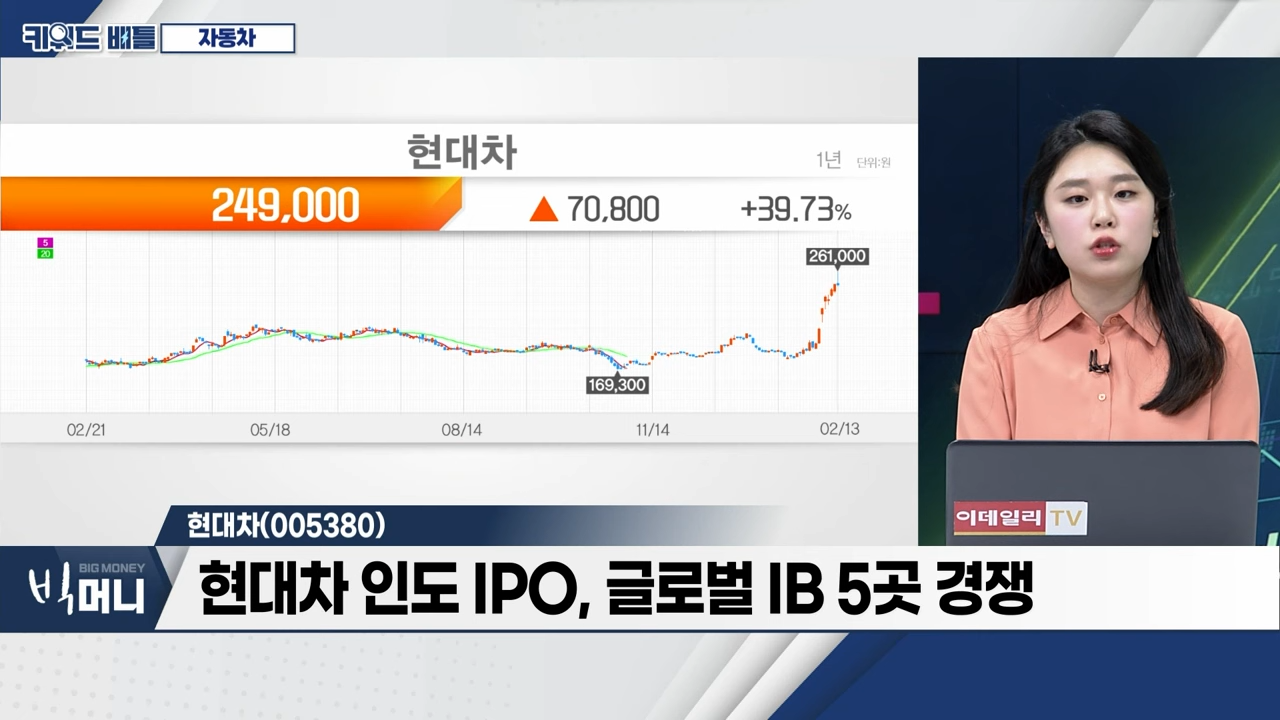 키워드 배틀 자동차
현대차
1년 단위:원
249,000 ▲ 70,800 +39.73%
5
20
261,000
169,300
02/21 05/18 08/14 11/14 02/13
이데일리 TV
현대차(005380)
빅머니 BIG MONEY
현대차 인도 IPO, 글로벌 IB 5곳 경쟁